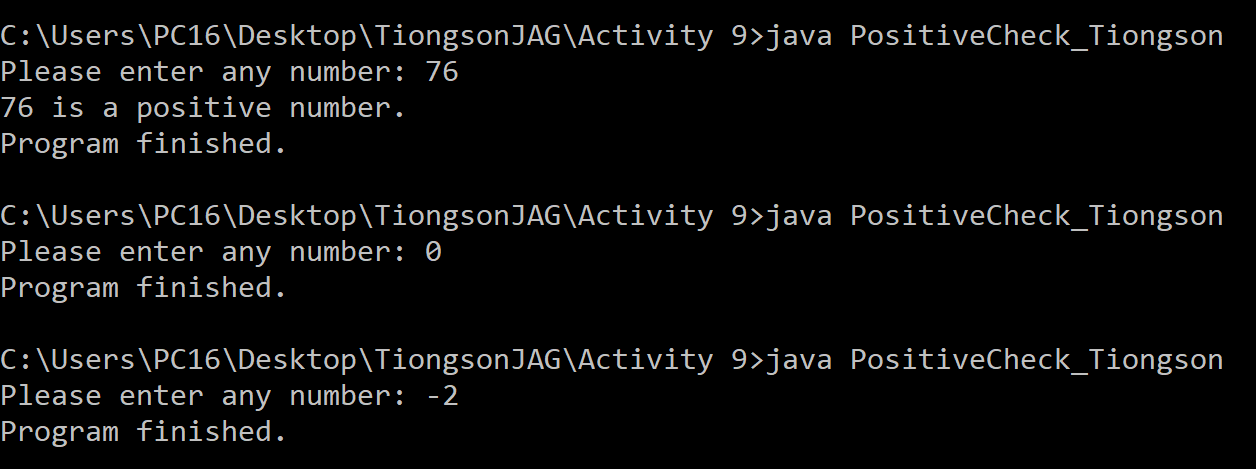 C:\Users\PC16\Desktop\TiongsonJAG\Activity 9>java PositiveCheck_Tiongson
Please enter any number: 76
76 is a positive number.
Program finished.
C:\Users\PC16\Desktop\TiongsonJAG\Activity 9>java PositiveCheck_Tiongson
Please enter any number: 0
Program finished.
C:\Users\PC16\Desktop\TiongsonJAG\Activity 9>java PositiveCheck_Tiongson
Please enter any number: -2
Program finished.